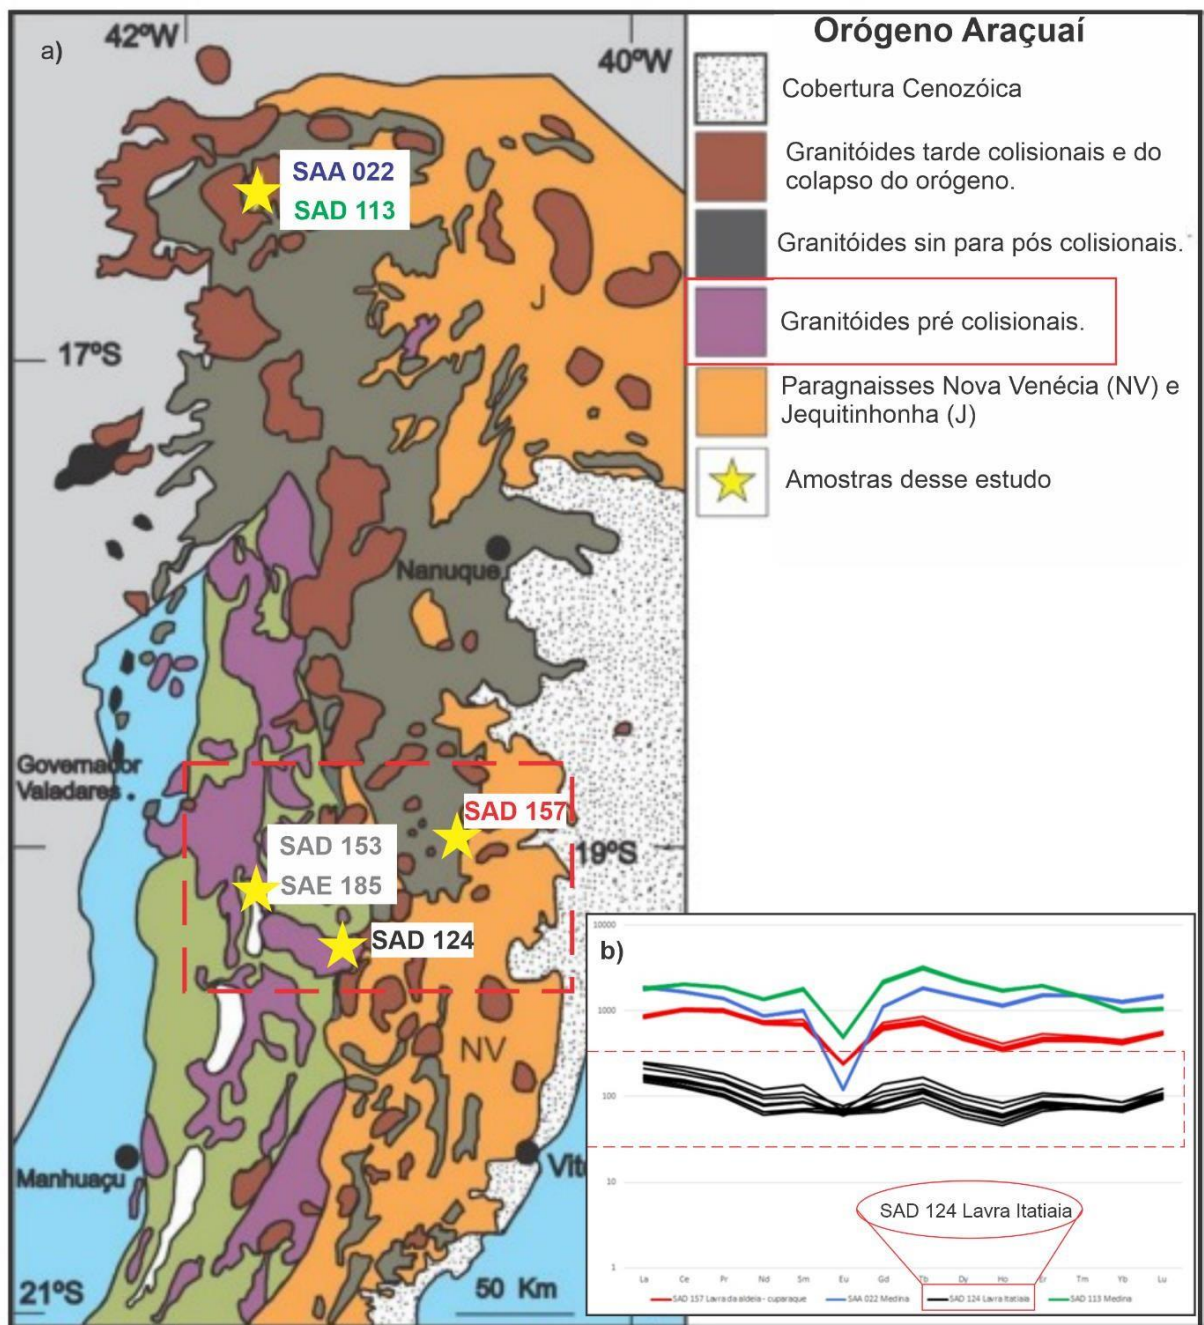 a)
42ºW
40ºW
Orógeno Araçuaí
Cobertura Cenozóica
Granitóides tarde colisionais e do
colapso do orógeno.
Granitóides sin para pós colisionais.
Granitóides pré colisionais.
Paragnaisses Nova Venécia (NV) e
Jequitinhonha (J)
Amostras desse estudo
SAA 022
SAD 113
J
17ºS
Nanuque
Governador
Valadares
SAD 157
SAD 153
SAE 185
19ºS
SAD 124
NV
Manhuaçu
Vito
21ºS
50 Km
b)
10000
1000
100
10
1
SAD 124 Lavra Itatiaia
La Ce Pr Nd Sm Eu Gd Tb Dy Ho Er Tm Yb Lu
SAD 157 Lavra da aldeia - cuparaque SAA 022 Medina SAD 124 Lavra Itatiaia SAD 113 Medina